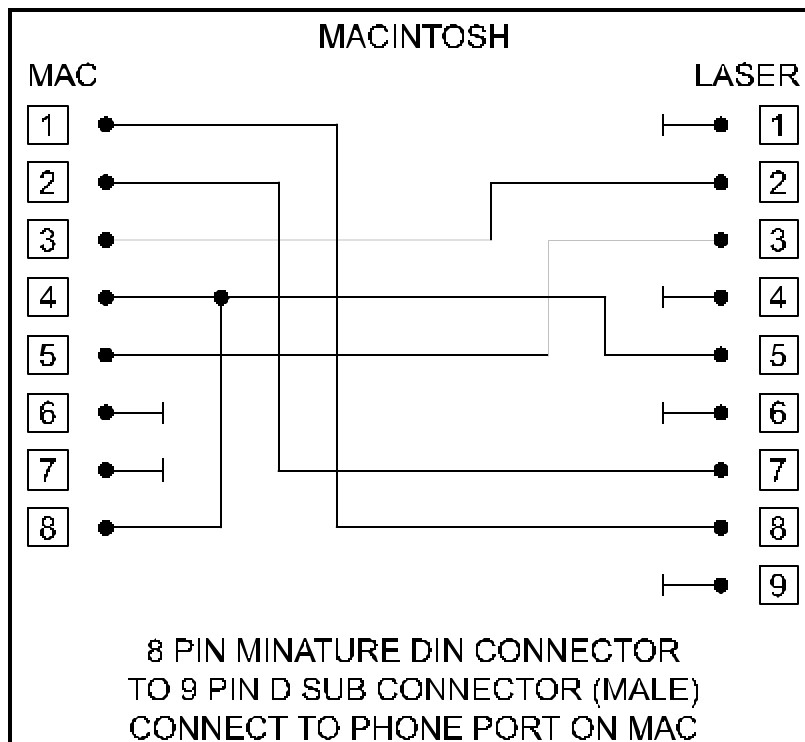 MACINTOSH
MAC LASER
1 1
2 2
3 3
4 4
5 5
6 6
7 7
8 8
9
8 PIN MINATURE DIN CONNECTOR
TO 9 PIN D SUB CONNECTOR (MALE)
CONNECT TO PHONE PORT ON MAC